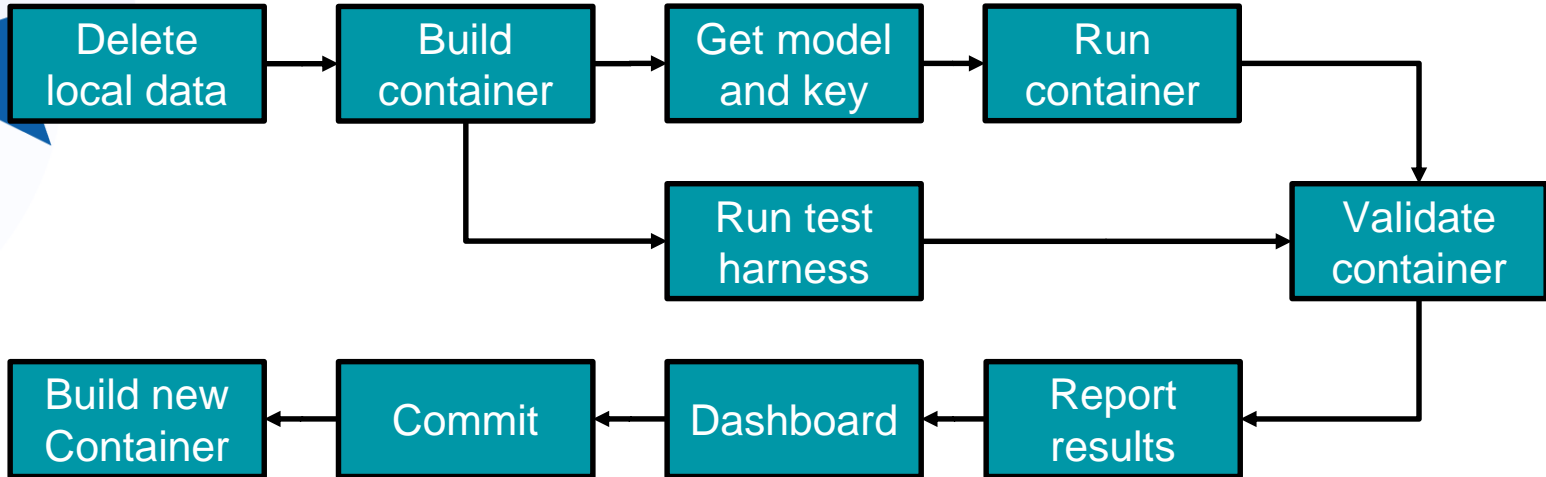 Delete
local data
Build
container
Get model
and key
Run
container
Run test
harness
Validate
container
Build new
Container
Commit
Dashboard
Report
results